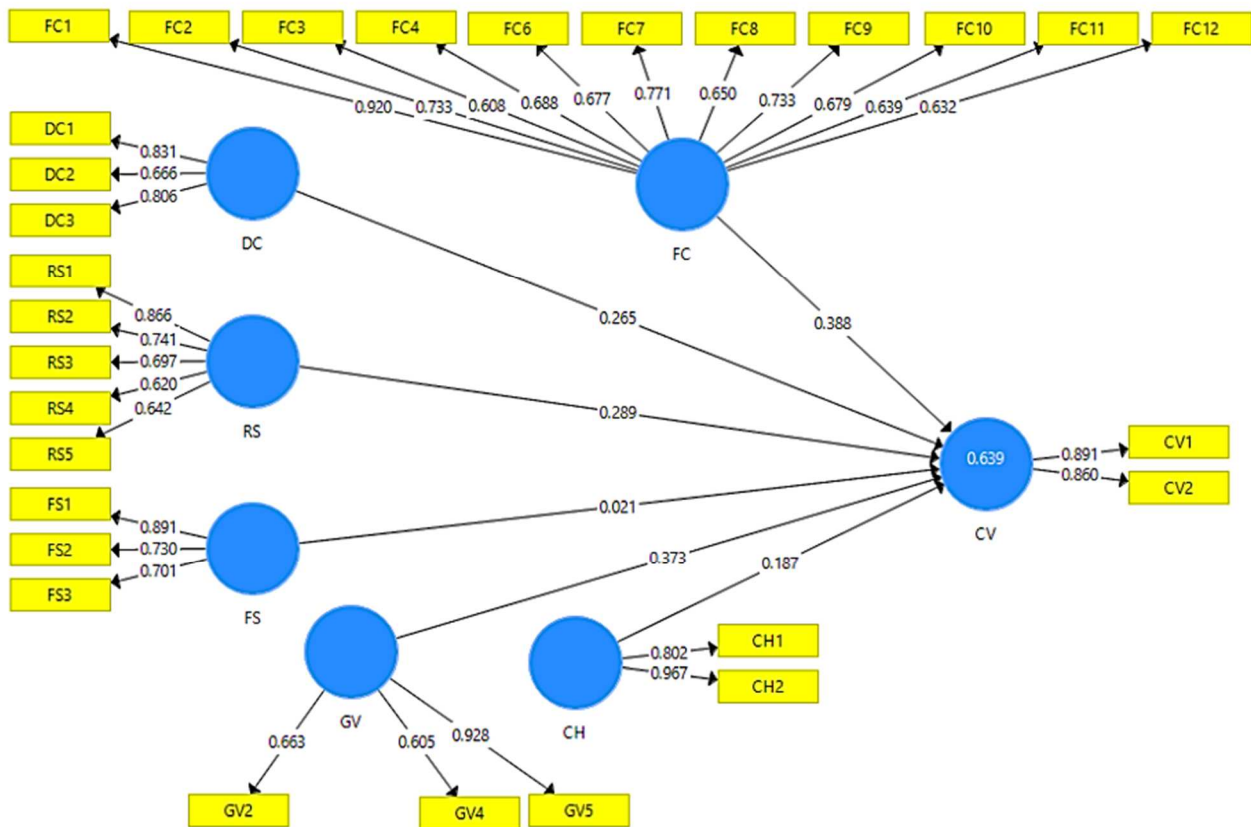 FC1 FC2 FC3 FC4 FC6 FC7 FC8 FC9 FC10 FC11 FC12
0.920 0.733 0.608 0.688 0.677 0.771 0.650 0.733 0.679 0.639 0.632
FC
DC1
DC2
DC3
0.831
0.666
0.806
DC
0.265
0.388
RS1
RS2
RS3
RS4
RS5
0.866
0.741
0.697
0.620
0.642
RS
0.289
0.639
CV
0.891
0.860
CV1
CV2
FS1
FS2
FS3
0.891
0.730
0.701
FS
0.021
0.373
0.187
GV
0.663 0.605 0.928
GV2 GV4 GV5
CH
0.802
0.967
CH1
CH2